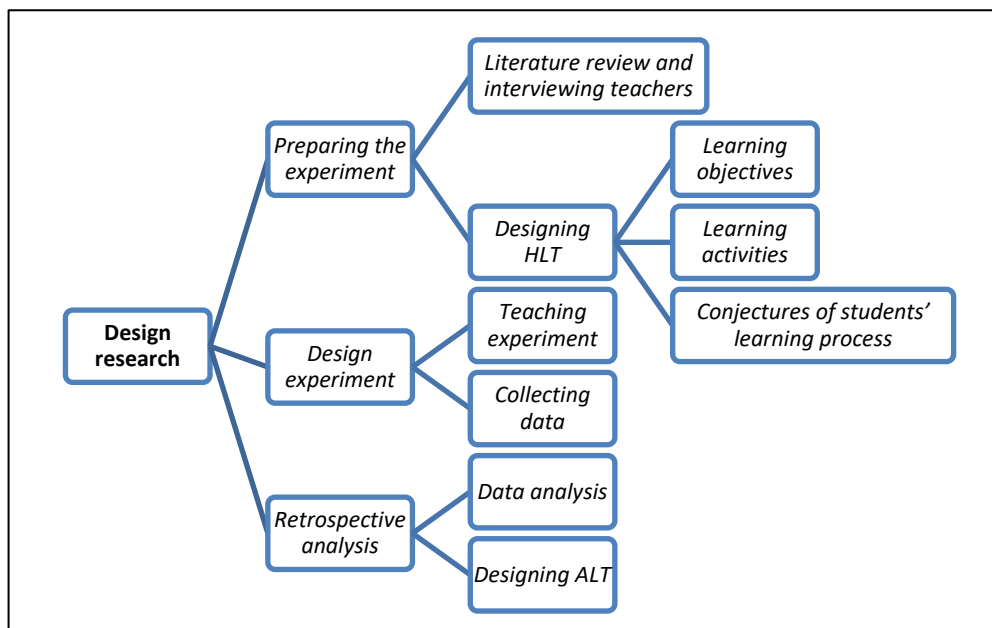 Literature review and
interviewing teachers
Preparing the
experiment
Learning
objectives
Designing
HLT
Learning
activities
Conjectures of students’
learning process
Design
research
Teaching
experiment
Design
experiment
Collecting
data
Retrospective
analysis
Data analysis
Designing ALT